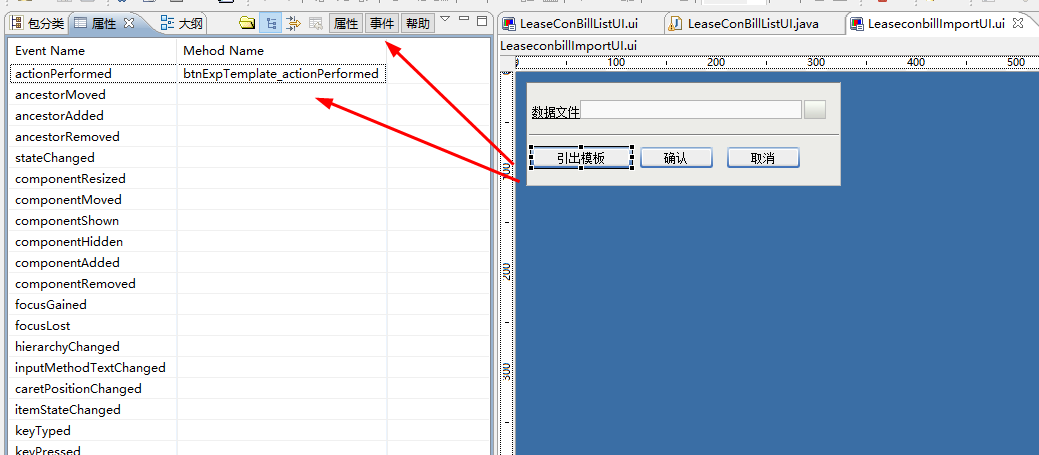 包分类 属性 大纲 属性 事件 帮助
Event Name Mehod Name
actionPerformed btnExpTemplate_actionPerformed
ancestorMoved
ancestorAdded
ancestorRemoved
stateChanged
componentResized
componentMoved
componentShown
componentHidden
componentAdded
componentRemoved
focusGained
focusLost
hierarchyChanged
inputMethodTextChanged
caretPositionChanged
itemStateChanged
keyTyped
keyPressed
LeaseConBillListUI.ui LeaseConBillListUI.java LeaseconbillImportUI.ui
LeaseconbillImportUI.ui
0 100 200 300 400 500
0
100
200
300
数据文件
引出模板 确认 取消